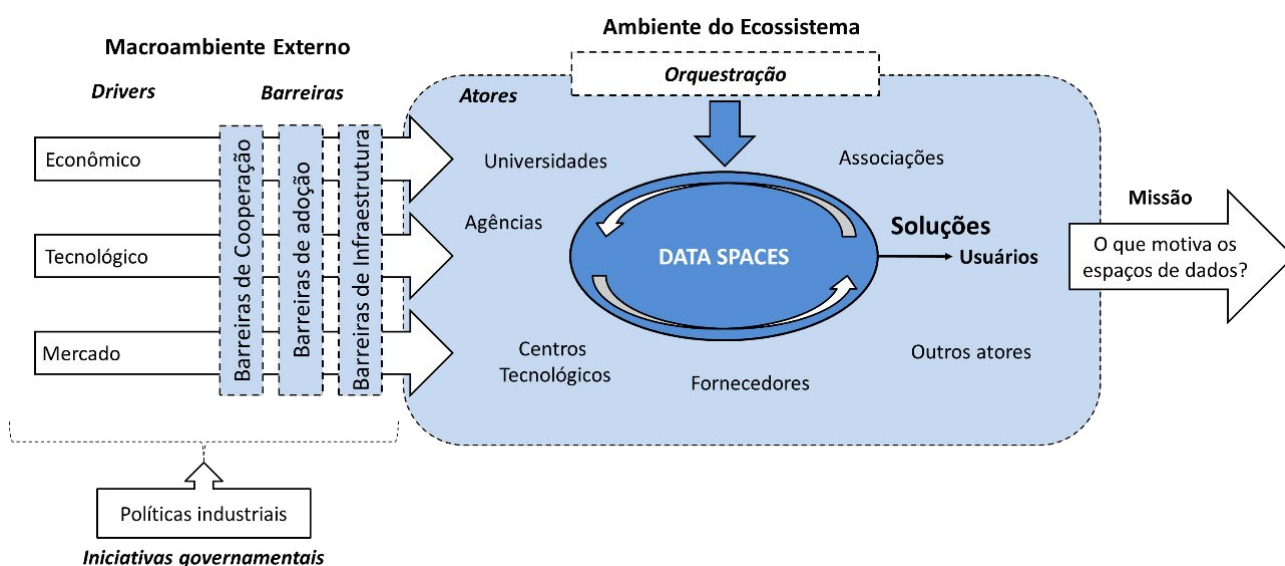 Ambiente do Ecossistema
Macroambiente Externo
Orquestração
Drivers
Barreiras
Atores
Econômico
Tecnológico
Mercado
Barreiras de Cooperação
Barreiras de adoção
Barreiras de Infraestrutura
Universidades
Associações
Agências
DATA SPACES
Soluções
Usuários
Centros
Tecnológicos
Fornecedores
Outros atores
Missão
O que motiva os
espaços de dados?
Políticas industriais
Iniciativas governamentais